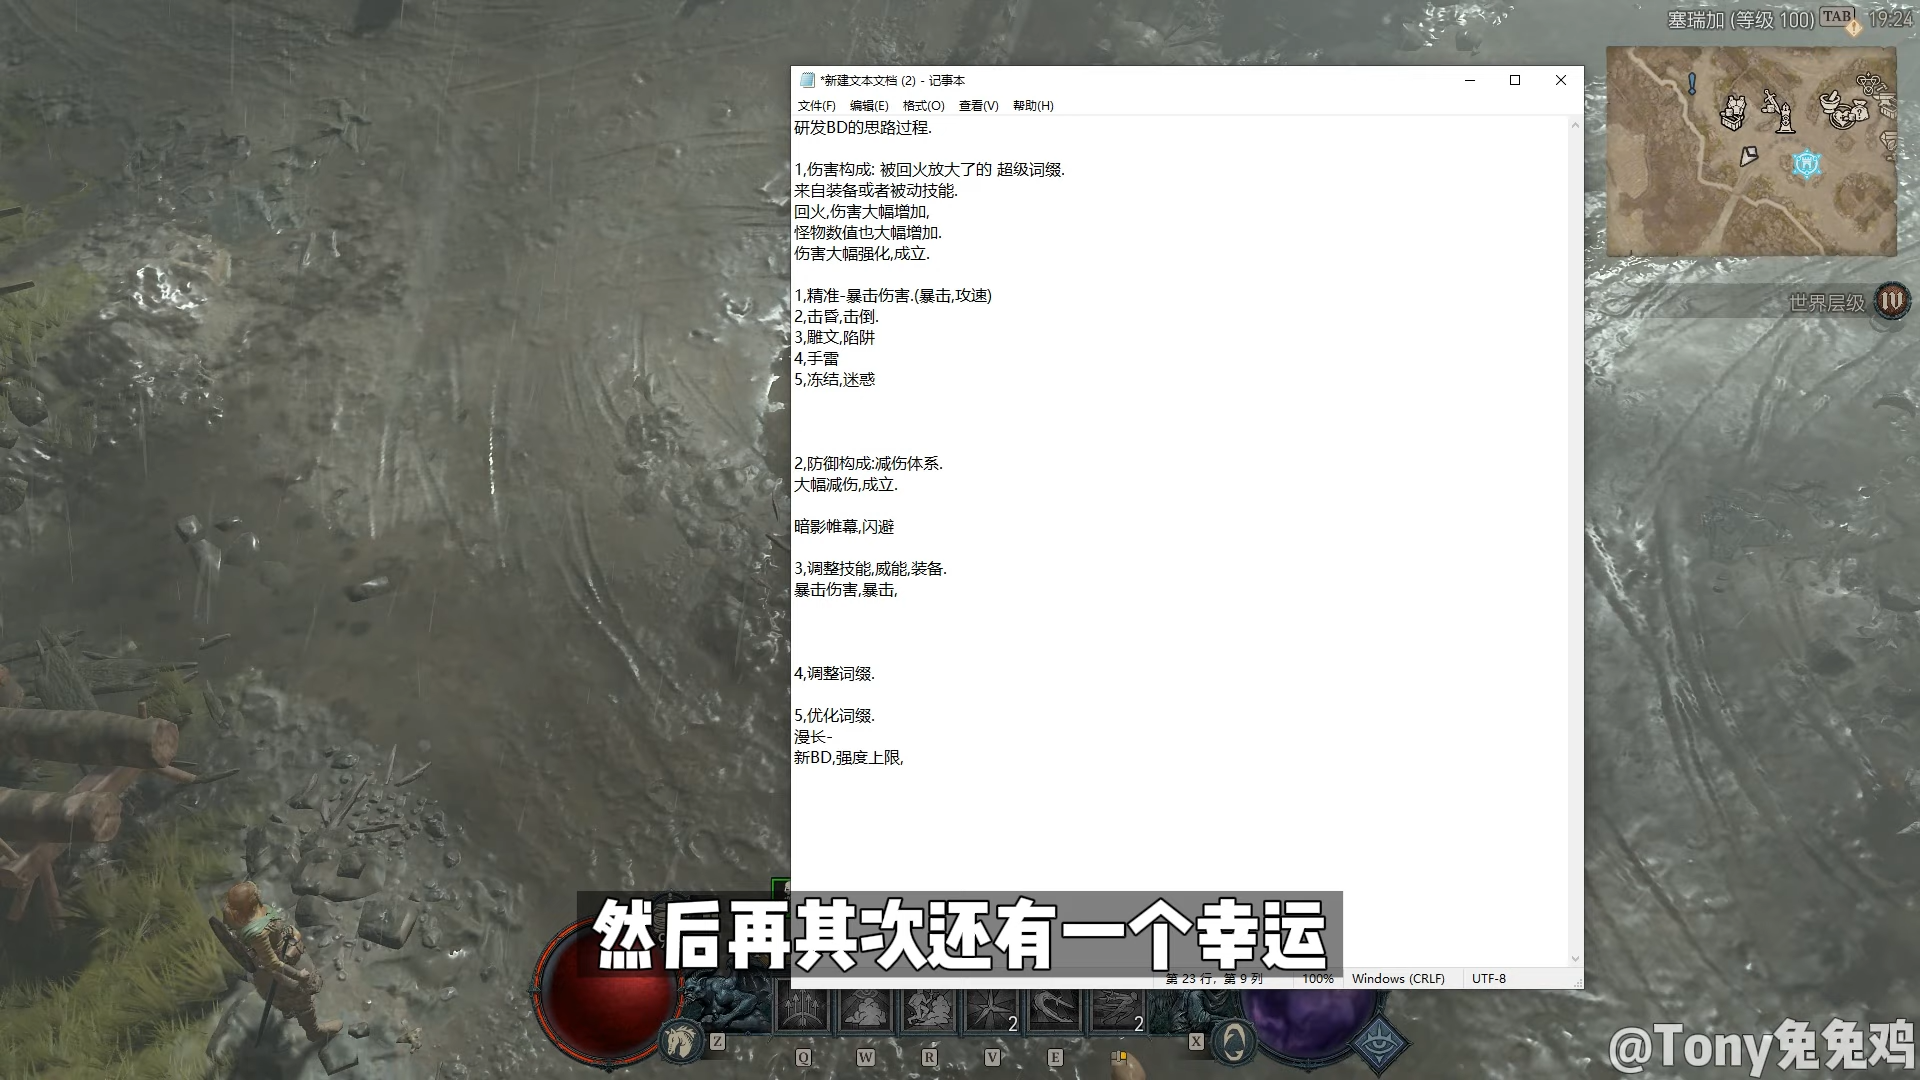 塞瑞加 (等级 100) TAB 19:24
*新建文本文档 (2) - 记事本
文件(F) 编辑(E) 格式(O) 查看(V) 帮助(H)
研发BD的思路过程.
1,伤害构成: 被回火放大了的 超级词缀.
来自装备或者被动技能.
回火,伤害大幅增加,
怪物数值也大幅增加.
伤害大幅强化,成立.
1,精准-暴击伤害.(暴击,攻速)
2,击昏,击倒.
3,雕文,陷阱
4,手雷
5,冻结,迷惑
2,防御构成:减伤体系.
大幅减伤,成立.
暗影帷幕,闪避
3,调整技能,威能,装备.
暴击伤害,暴击,
4,调整词缀.
5,优化词缀.
漫长-
新BD,强度上限,
世界层级 IV
然后再其次还有一个幸运
第 23 行, 第 9 列 100% Windows (CRLF) UTF-8
2 2
Z Q W R V E X
@Tony兔兔鸡